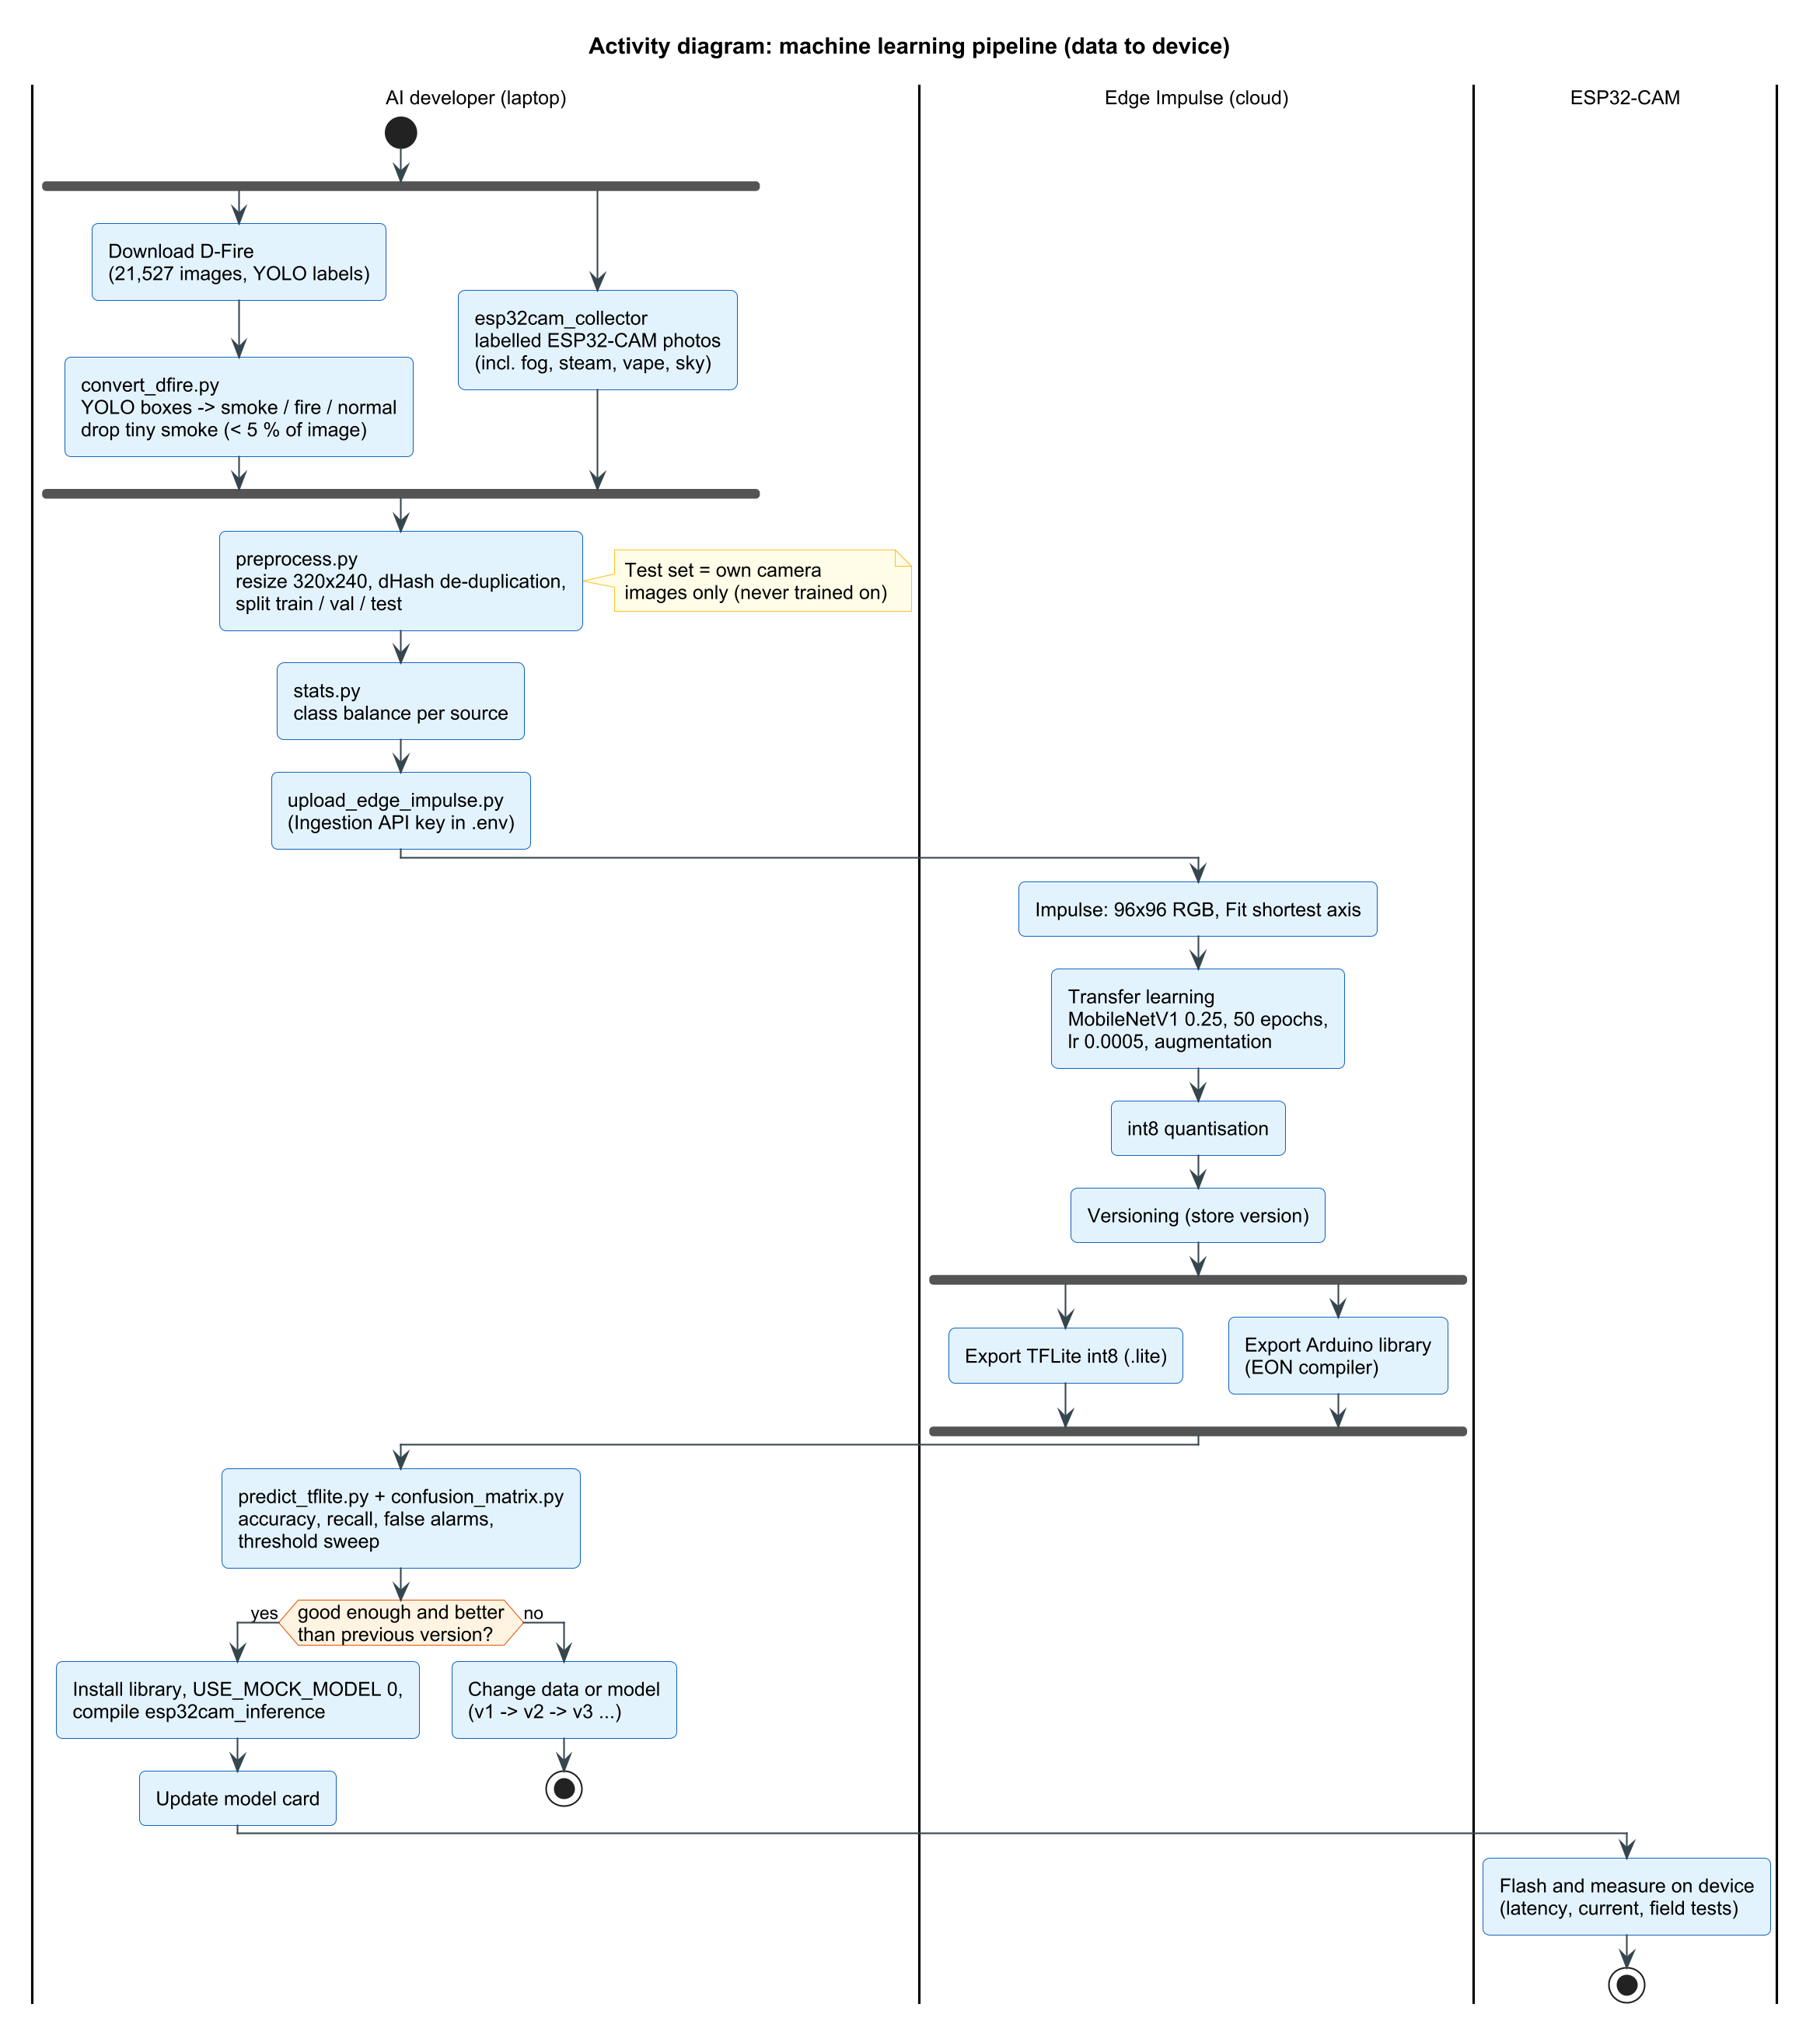 Activity diagram: machine learning pipeline (data to device)
AI developer (laptop)
Edge Impulse (cloud)
ESP32-CAM
Download D-Fire
(21,527 images, YOLO labels)
esp32cam_collector
labelled ESP32-CAM photos
(incl. fog, steam, vape, sky)
convert_dfire.py
YOLO boxes -> smoke / fire / normal
drop tiny smoke (< 5 % of image)
preprocess.py
resize 320x240, dHash de-duplication,
split train / val / test
Test set = own camera
images only (never trained on)
stats.py
class balance per source
upload_edge_impulse.py
(Ingestion API key in .env)
Impulse: 96x96 RGB, Fit shortest axis
Transfer learning
MobileNetV1 0.25, 50 epochs,
lr 0.0005, augmentation
int8 quantisation
Versioning (store version)
Export TFLite int8 (.lite)
Export Arduino library
(EON compiler)
predict_tflite.py + confusion_matrix.py
accuracy, recall, false alarms,
threshold sweep
yes
good enough and better
than previous version?
no
Install library, USE_MOCK_MODEL 0,
compile esp32cam_inference
Change data or model
(v1 -> v2 -> v3 ...)
Update model card
Flash and measure on device
(latency, current, field tests)